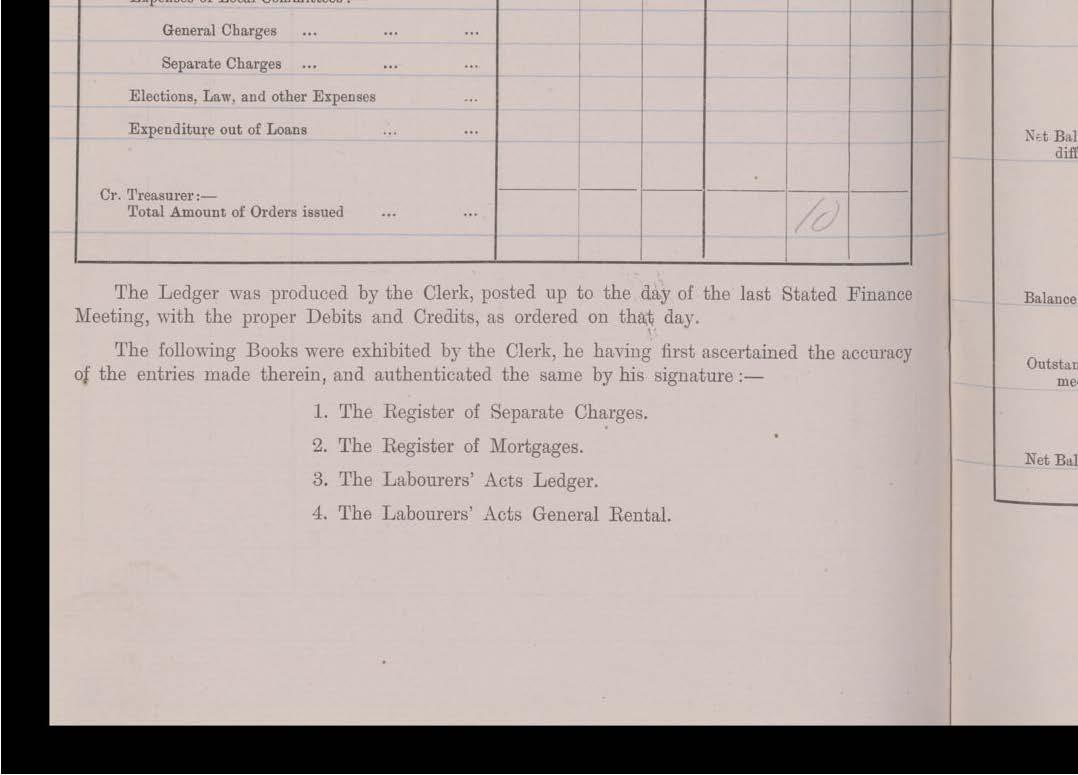 Expenses of Local Committees :—
General Charges ... ... ...
Separate Charges ... ... ...
Elections, Law, and other Expenses ...
Expenditure out of Loans ... ...
Cr. Treasurer:—
Total Amount of Orders issued ... ...
10
The Ledger was produced by the Clerk, posted up to the day of the last Stated Finance
Meeting, with the proper Debits and Credits, as ordered on that day.
The following Books were exhibited by the Clerk, he having first ascertained the accuracy
of the entries made therein, and authenticated the same by his signature :—
1. The Register of Separate Charges.
2. The Register of Mortgages.
3. The Labourers' Acts Ledger.
4. The Labourers' Acts General Rental.
Net Bal
diff
Balance
Outstan
me
Net Bal